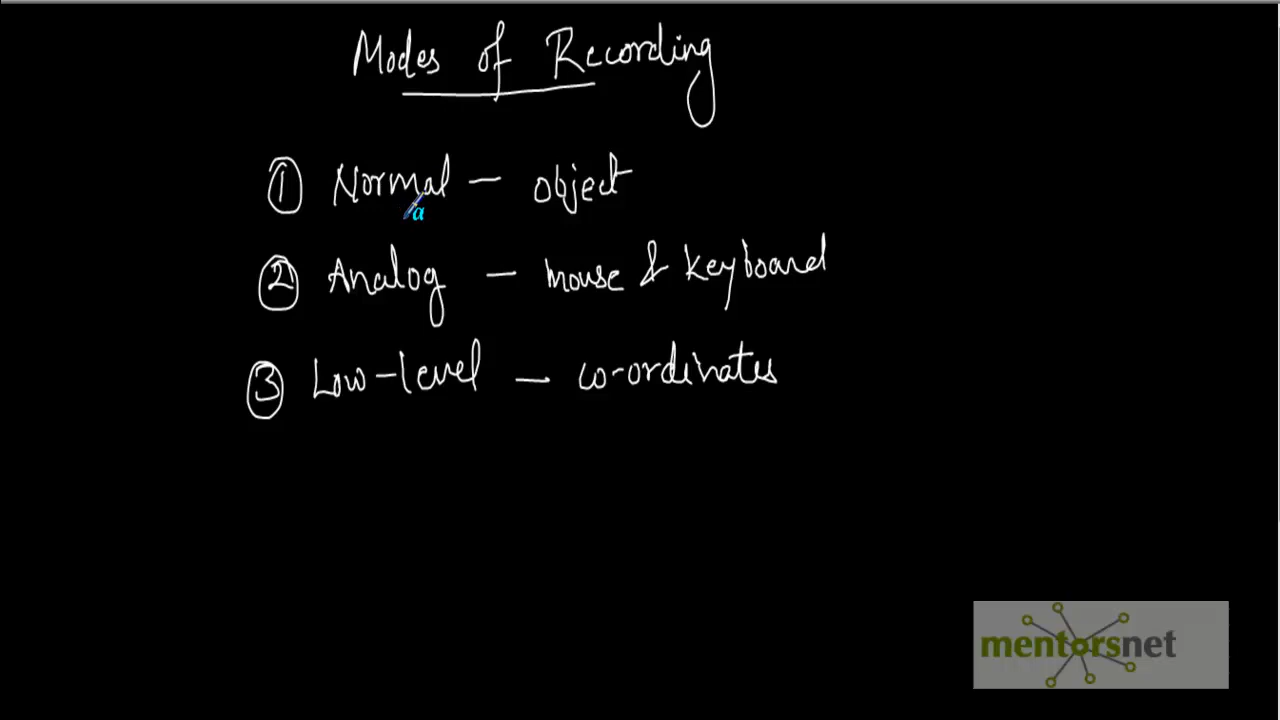 Modes of Recording
① Normal - object
② Analog - mouse & keyboard
③ Low-level - co-ordinates
mentorsnet